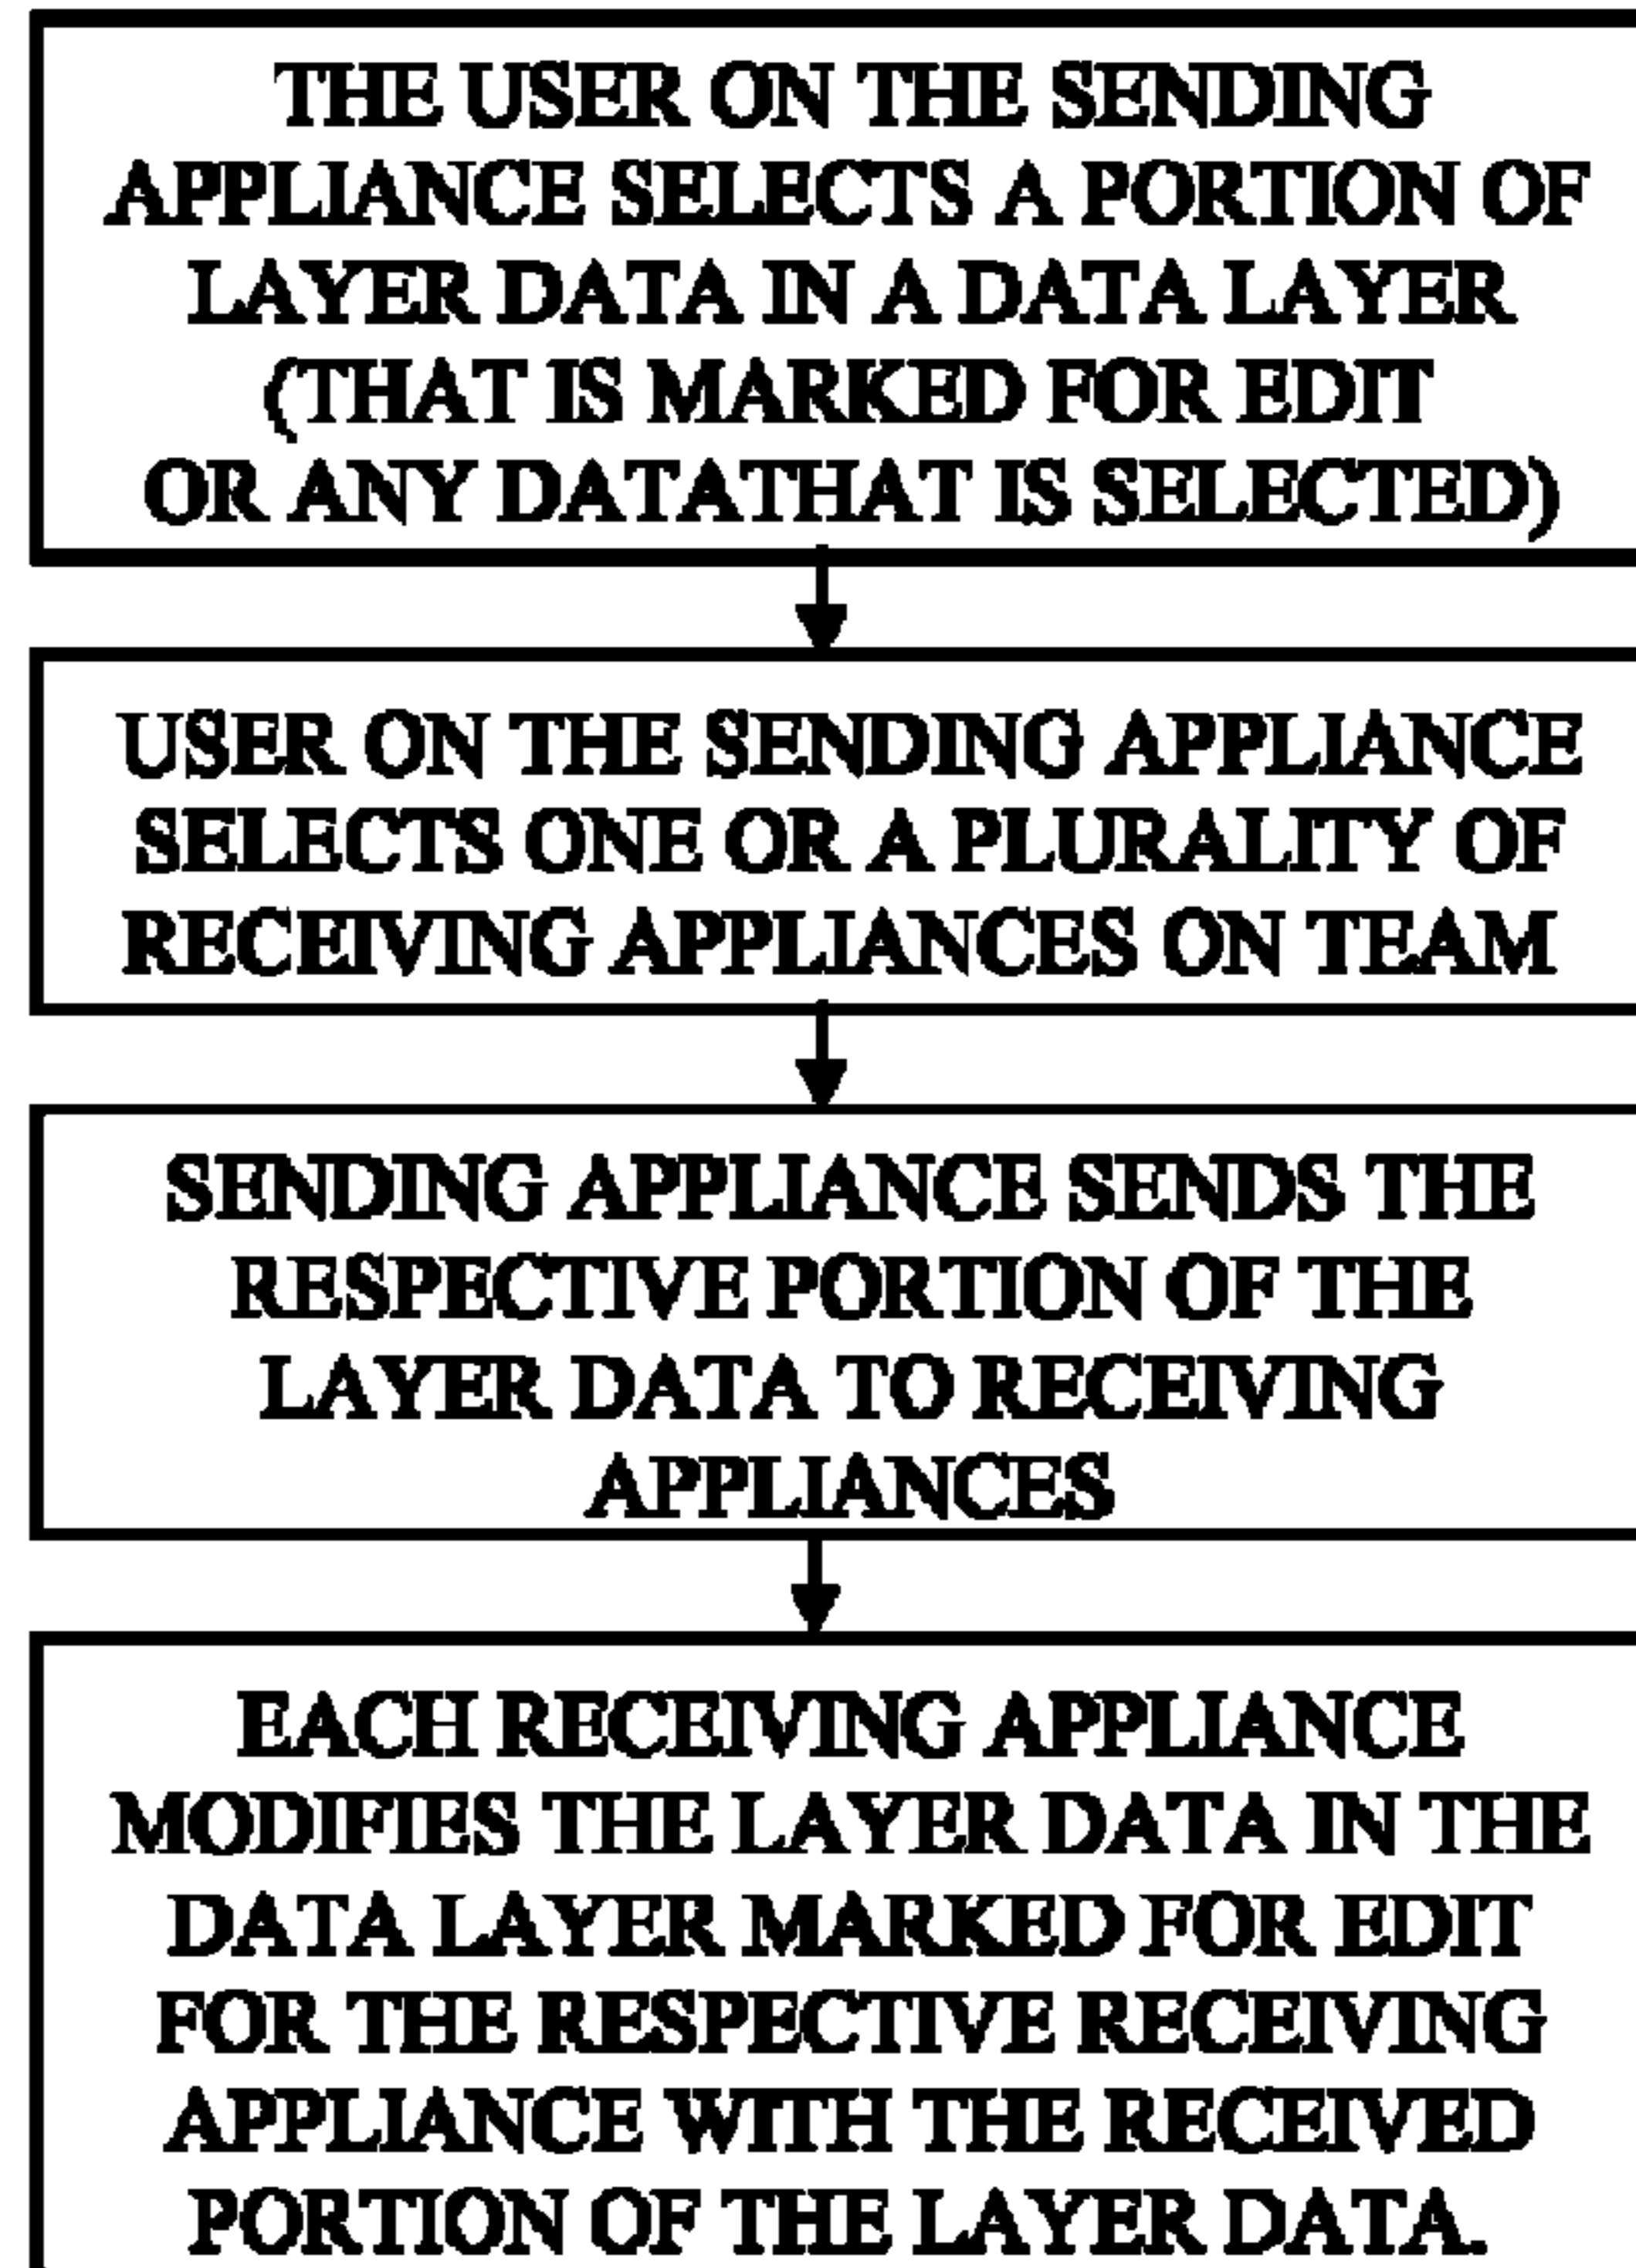 THE USER ON THE SENDING
APPLIANCE SELECTS A PORTION OF
LAYER DATA IN A DATA LAYER
(THAT IS MARKED FOR EDIT
OR ANY DATATHAT IS SELECTED)
USER ON THE SENDING APPLIANCE
SELECTS ONE OR A PLURALITY OF
RECEIVING APPLIANCES ON TEAM
SENDING APPLIANCE SENDS THE
RESPECTIVE PORTION OF THE
LAYER DATA TO RECEIVING
APPLIANCES
EACH RECEIVING APPLIANCE
MODIFIES THE LAYER DATA IN THE
DATA LAYER MARKED FOR EDIT
FOR THE RESPECTIVE RECEIVING
APPLIANCE WITH THE RECEIVED
PORTION OF THE LAYER DATA.